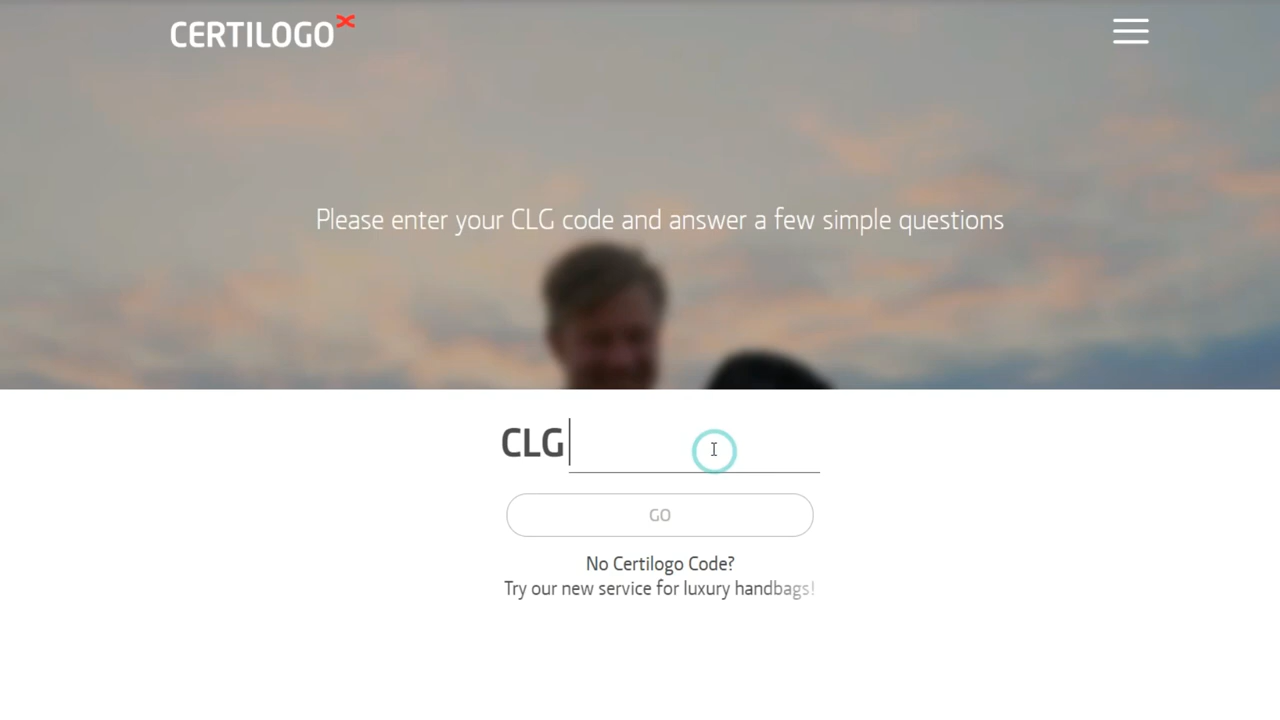 CERTILOGO
Please enter your CLG code and answer a few simple questions
CLG
GO
No Certilogo Code?
Try our new service for luxury handbags!